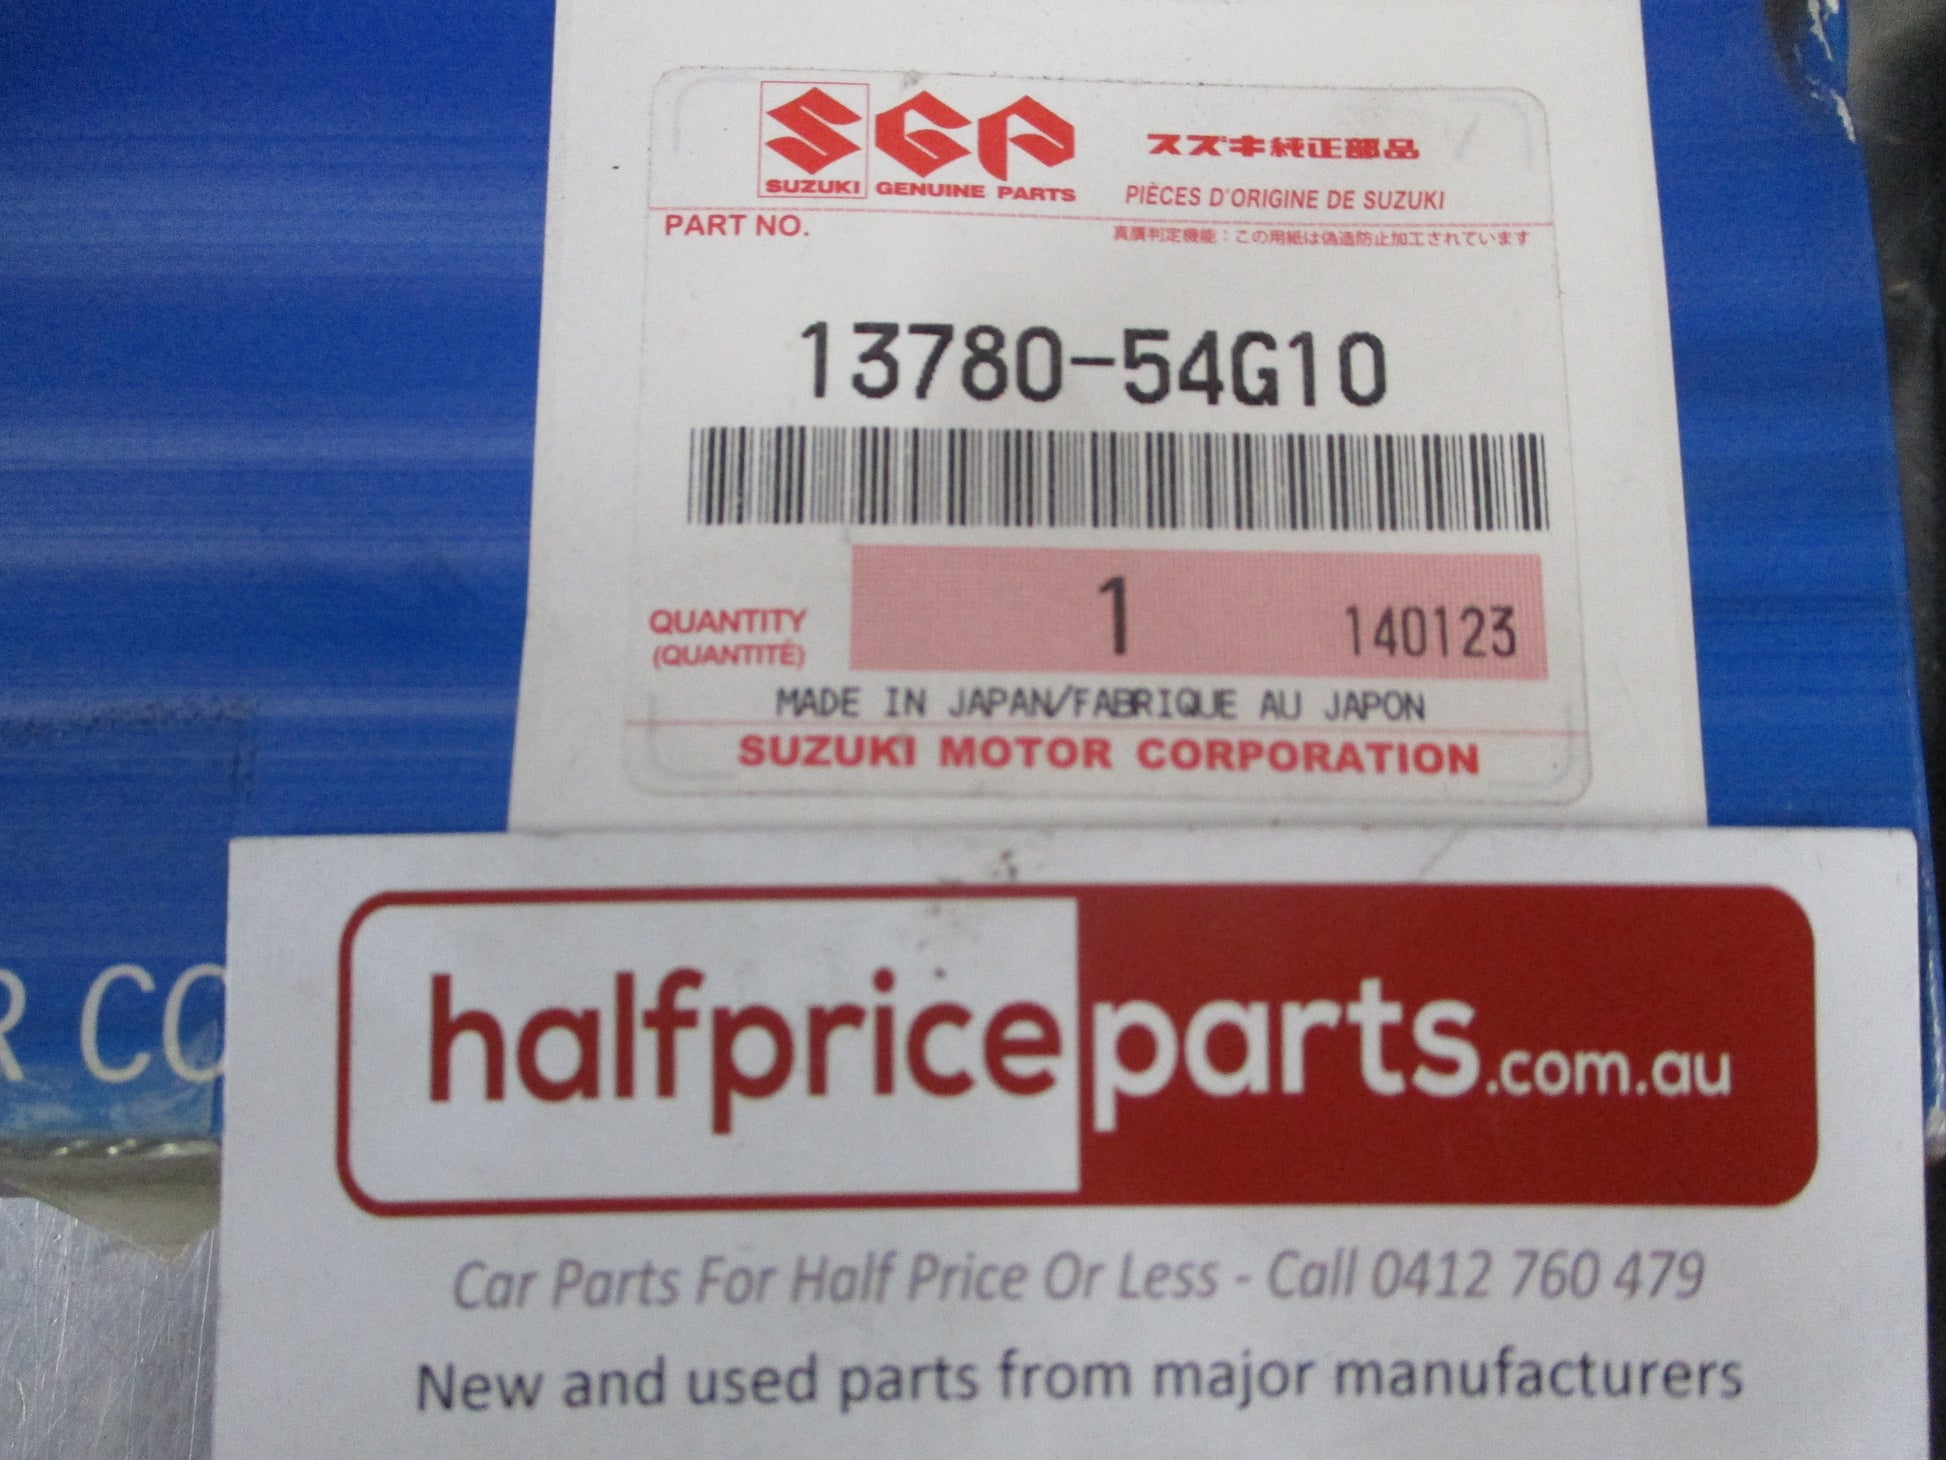 SGP スズキ純正部品
SUZUKI GENUINE PARTS PIÈCES D'ORIGINE DE SUZUKI
PART NO. 真贋判定機能：この用紙は偽造防止加工されています
13780-54G10
QUANTITY 1 140123
(QUANTITÉ)
MADE IN JAPAN/FABRIQUE AU JAPON
SUZUKI MOTOR CORPORATION
R CO
halfpriceparts.com.au
Car Parts For Half Price Or Less - Call 0412 760 479
New and used parts from major manufacturers